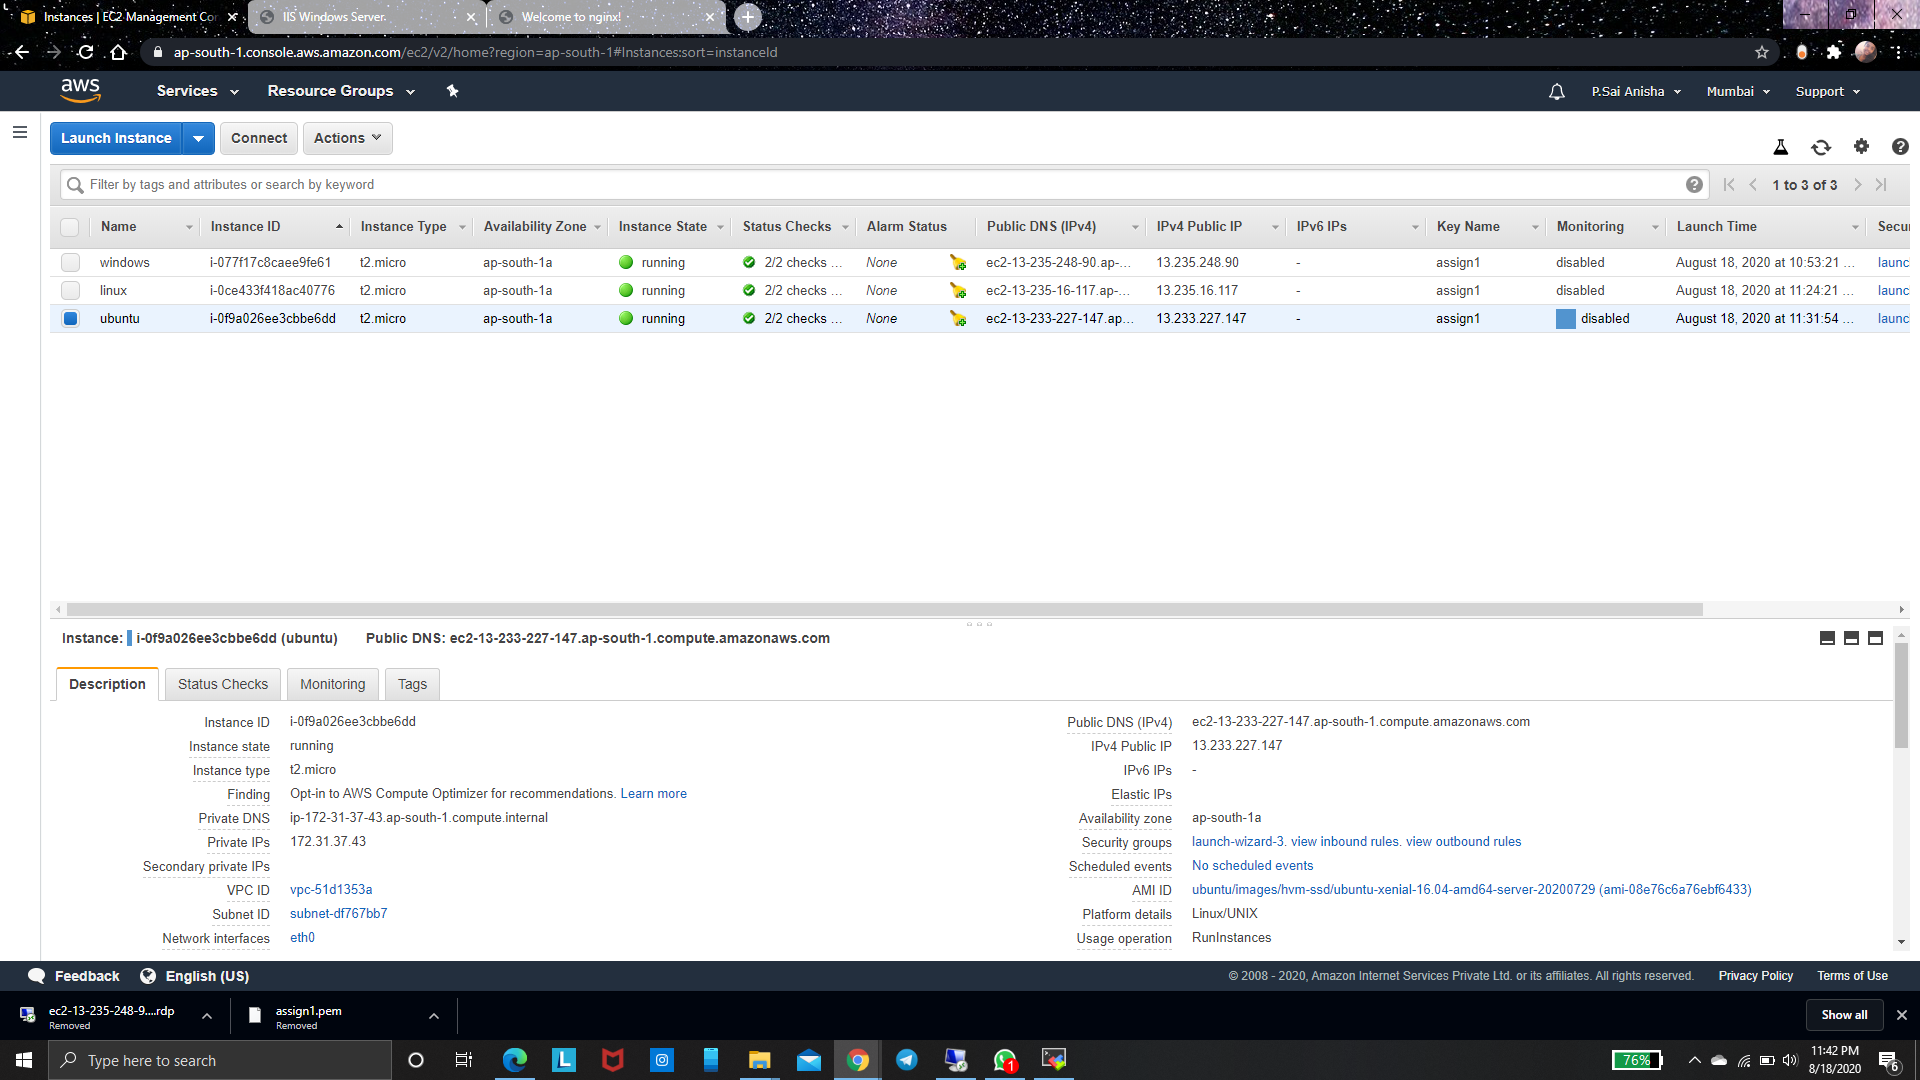 Instances | EC2 Management Co
IIS Windows Server
Welcome to nginx!
ap-south-1.console.aws.amazon.com/ec2/v2/home?region=ap-south-1#Instances:sort=instanceId
aws Services Resource Groups P.Sai Anisha Mumbai Support
Launch Instance Connect Actions
Filter by tags and attributes or search by keyword 1 to 3 of 3
Name Instance ID Instance Type Availability Zone Instance State Status Checks Alarm Status Public DNS (IPv4) IPv4 Public IP IPv6 IPs Key Name Monitoring Launch Time Secu
windows i-077f17c8caee9fe61 t2.micro ap-south-1a running 2/2 checks ... None ec2-13-235-248-90.ap-... 13.235.248.90 - assign1 disabled August 18, 2020 at 10:53:21 ... launc
linux i-0ce433f418ac40776 t2.micro ap-south-1a running 2/2 checks ... None ec2-13-235-16-117.ap-... 13.235.16.117 - assign1 disabled August 18, 2020 at 11:24:21 ... launc
ubuntu i-0f9a026ee3cbbe6dd t2.micro ap-south-1a running 2/2 checks ... None ec2-13-233-227-147.ap... 13.233.227.147 - assign1 disabled August 18, 2020 at 11:31:54 ... launc
Instance: i-0f9a026ee3cbbe6dd (ubuntu) Public DNS: ec2-13-233-227-147.ap-south-1.compute.amazonaws.com
Description Status Checks Monitoring Tags
Instance ID i-0f9a026ee3cbbe6dd Public DNS (IPv4) ec2-13-233-227-147.ap-south-1.compute.amazonaws.com
Instance state running IPv4 Public IP 13.233.227.147
Instance type t2.micro IPv6 IPs -
Finding Opt-in to AWS Compute Optimizer for recommendations. Learn more Elastic IPs
Private DNS ip-172-31-37-43.ap-south-1.compute.internal Availability zone ap-south-1a
Private IPs 172.31.37.43 Security groups launch-wizard-3. view inbound rules. view outbound rules
Secondary private IPs Scheduled events No scheduled events
VPC ID vpc-51d1353a AMI ID ubuntu/images/hvm-ssd/ubuntu-xenial-16.04-amd64-server-20200729 (ami-08e76c6a76ebf6433)
Subnet ID subnet-df767bb7 Platform details Linux/UNIX
Network interfaces eth0 Usage operation RunInstances
Feedback English (US) © 2008 - 2020, Amazon Internet Services Private Ltd. or its affiliates. All rights reserved. Privacy Policy Terms of Use
ec2-13-235-248-9....rdp assign1.pem Show all
Removed Removed
Type here to search L 1 76% 11:42 PM
8/18/2020 6